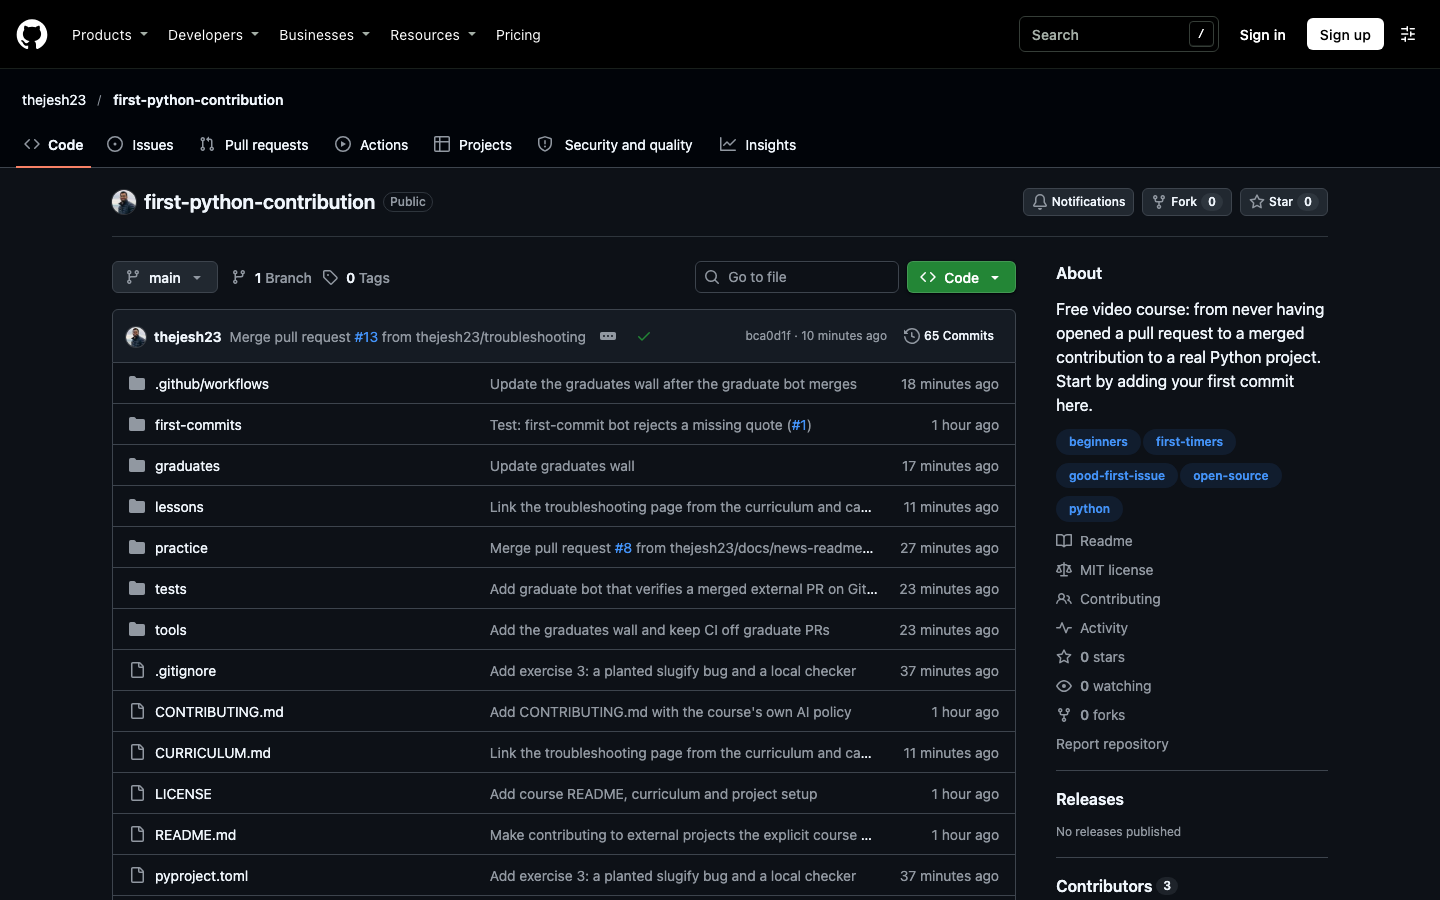 Products Developers Businesses Resources Pricing Search / Sign in Sign up
thejesh23 / first-python-contribution
Code Issues Pull requests Actions Projects Security and quality Insights
first-python-contribution Public Notifications Fork 0 Star 0
main 1 Branch 0 Tags Go to file Code
thejesh23 Merge pull request #13 from thejesh23/troubleshooting bca0d1f · 10 minutes ago 65 Commits
.github/workflows Update the graduates wall after the graduate bot merges 18 minutes ago
first-commits Test: first-commit bot rejects a missing quote (#1) 1 hour ago
graduates Update graduates wall 17 minutes ago
lessons Link the troubleshooting page from the curriculum and ca... 11 minutes ago
practice Merge pull request #8 from thejesh23/docs/news-readme... 27 minutes ago
tests Add graduate bot that verifies a merged external PR on Git... 23 minutes ago
tools Add the graduates wall and keep CI off graduate PRs 23 minutes ago
.gitignore Add exercise 3: a planted slugify bug and a local checker 37 minutes ago
CONTRIBUTING.md Add CONTRIBUTING.md with the course's own AI policy 1 hour ago
CURRICULUM.md Link the troubleshooting page from the curriculum and ca... 11 minutes ago
LICENSE Add course README, curriculum and project setup 1 hour ago
README.md Make contributing to external projects the explicit course ... 1 hour ago
pyproject.toml Add exercise 3: a planted slugify bug and a local checker 37 minutes ago
About
Free video course: from never having
opened a pull request to a merged
contribution to a real Python project.
Start by adding your first commit
here.
beginners first-timers
good-first-issue open-source
python
Readme
MIT license
Contributing
Activity
0 stars
0 watching
0 forks
Report repository
Releases
No releases published
Contributors 3